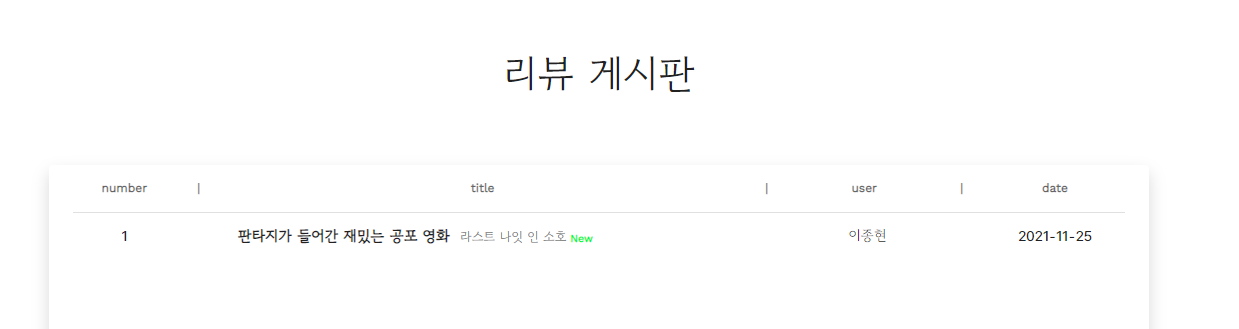 리뷰 게시판
number | title | user | date
1 판타지가 들어간 재밌는 공포 영화 라스트 나잇 인 소호 New 이종현 2021-11-25